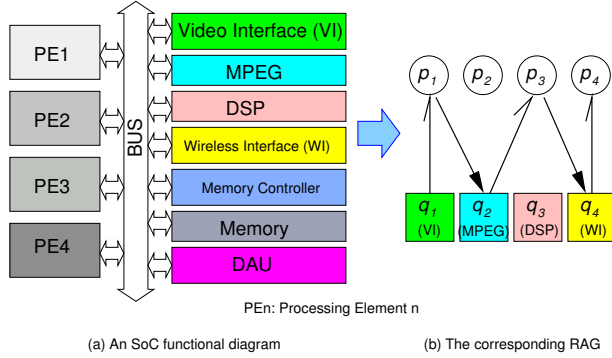 PE1
PE2
PE3
PE4
BUS
Video Interface (VI)
MPEG
DSP
Wireless Interface (WI)
Memory Controller
Memory
DAU
p1 p2 p3 p4
q1 q2 q3 q4
(VI) (MPEG) (DSP) (WI)
PEn: Processing Element n
(a) An SoC functional diagram
(b) The corresponding RAG